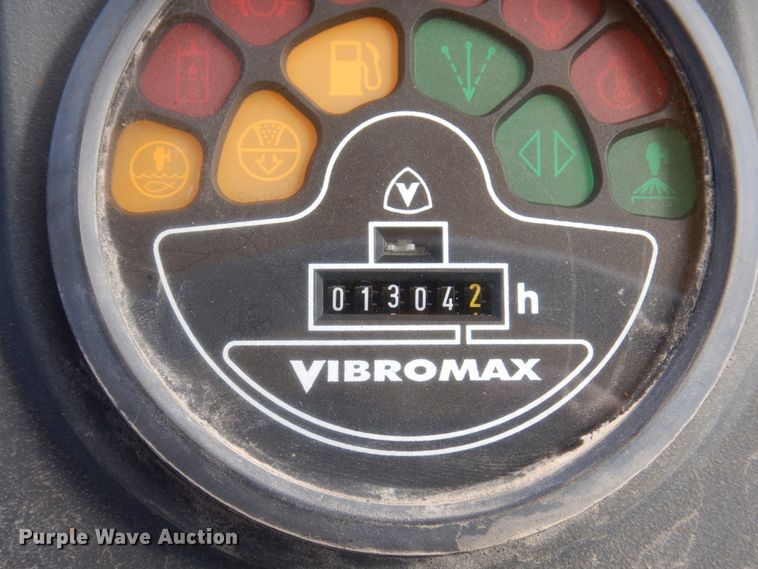 V
013042 h
VIBROMAX
Purple Wave Auction®